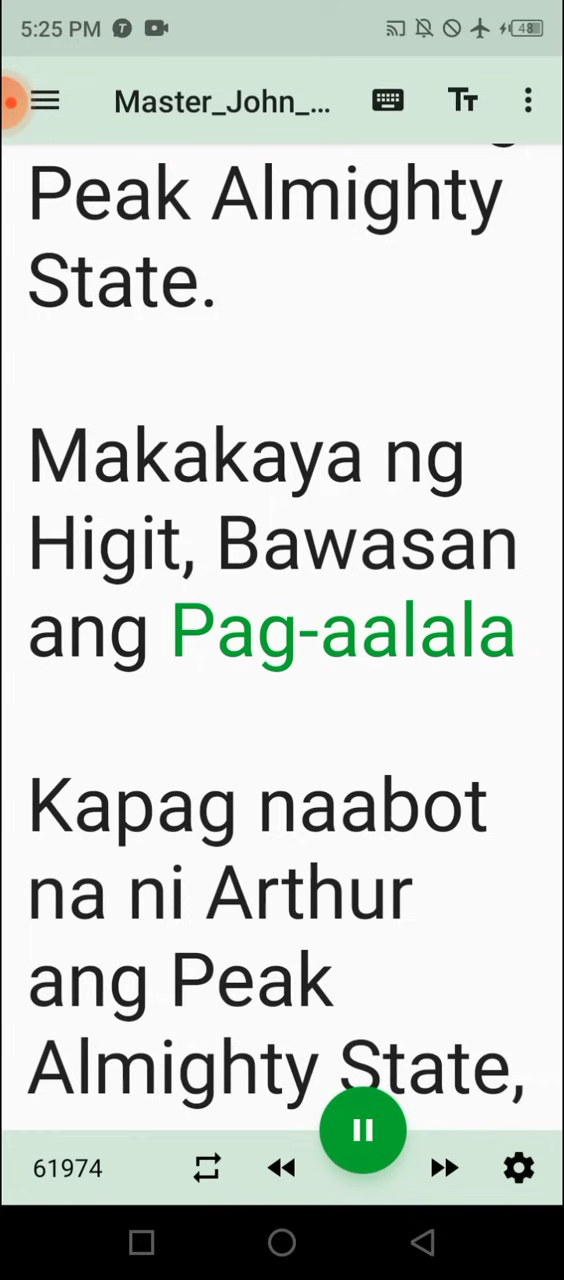 5:25 PM
48
Master_John_...
Peak Almighty
State.
Makakaya ng
Higit, Bawasan
ang Pag-aalala
Kapag naabot
na ni Arthur
ang Peak
Almighty State,
61974